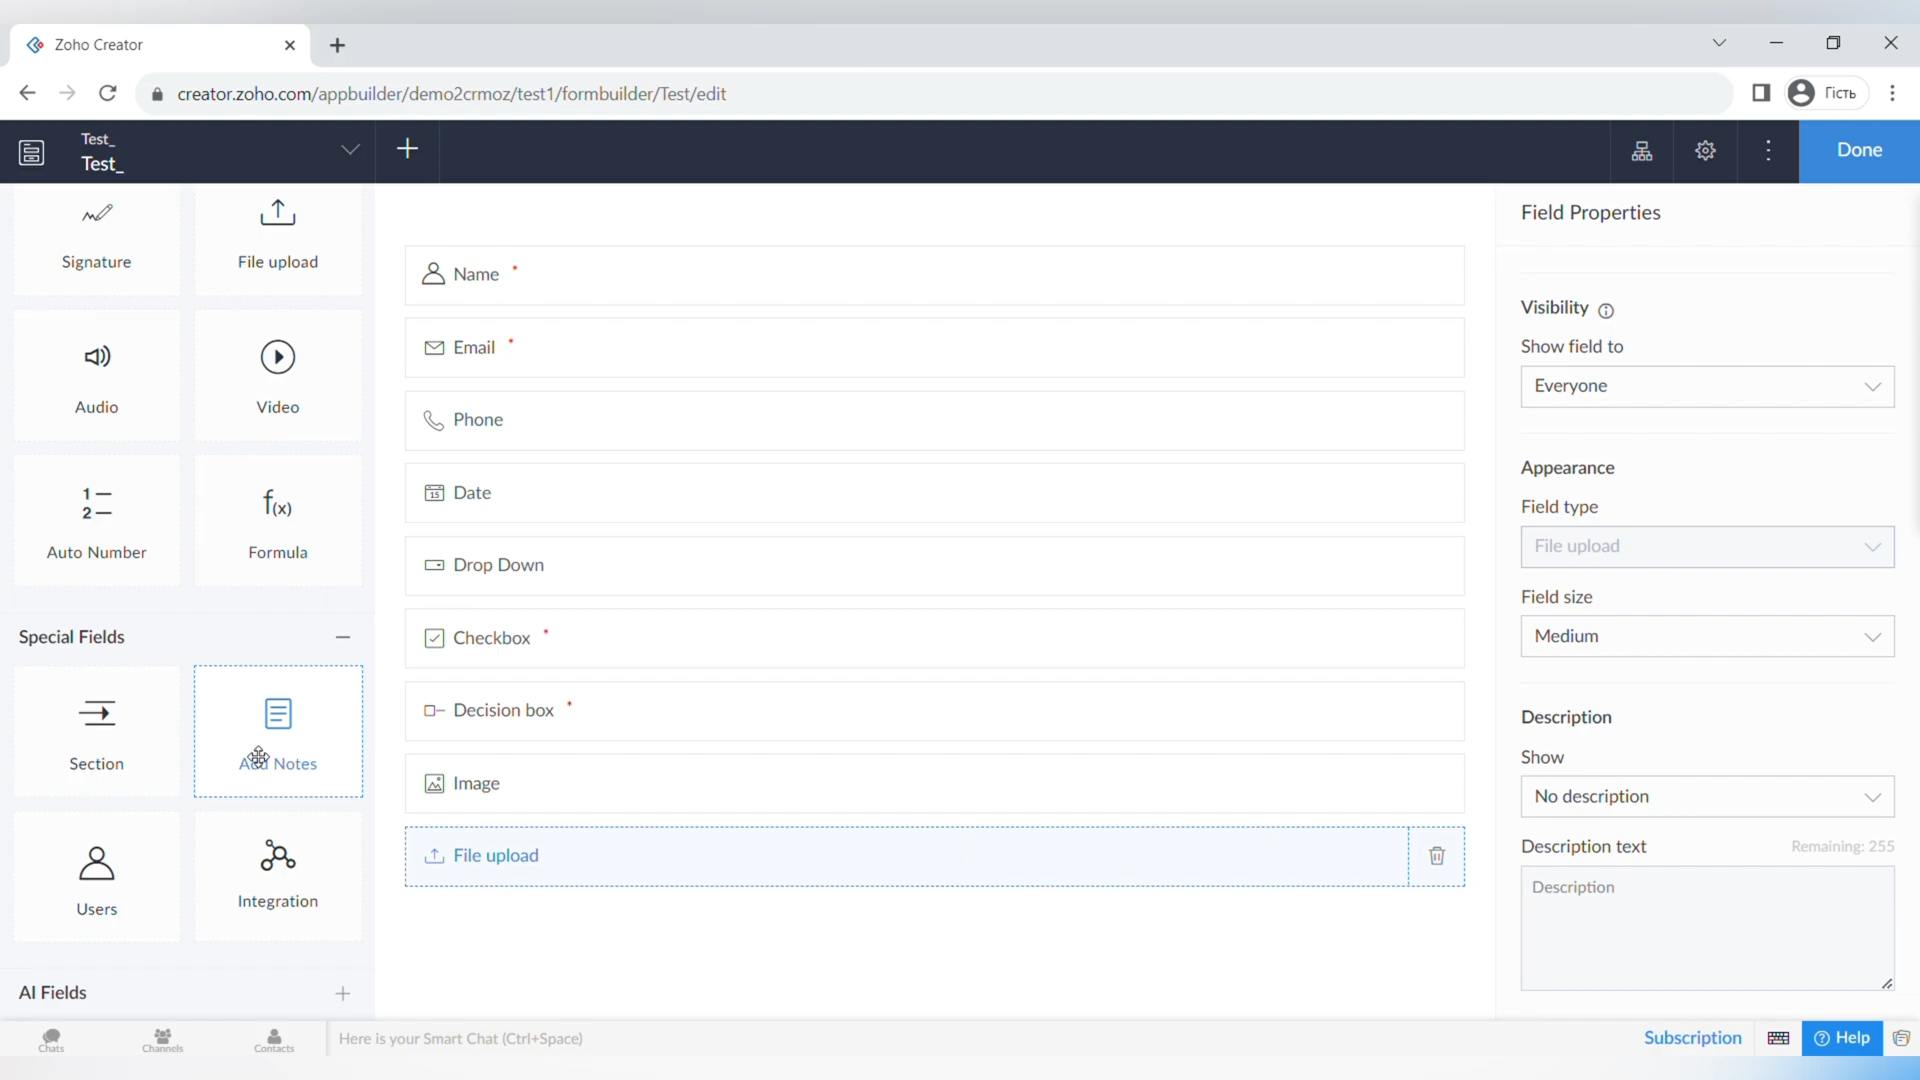 Zoho Creator
creator.zoho.com/appbuilder/demo2crmoz/test1/formbuilder/Test/edit
Гість
Test_
Test_
Done
Signature
File upload
Audio
Video
1
2
Auto Number
f(x)
Formula
Special Fields
Section
Add Notes
Users
Integration
AI Fields
Name *
Email *
Phone
15 Date
Drop Down
Checkbox *
Decision box *
Image
File upload
Field Properties
Visibility
Show field to
Everyone
Appearance
Field type
File upload
Field size
Medium
Description
Show
No description
Description text
Remaining: 255
Description
Chats
Channels
Contacts
Here is your Smart Chat (Ctrl+Space)
Subscription
? Help